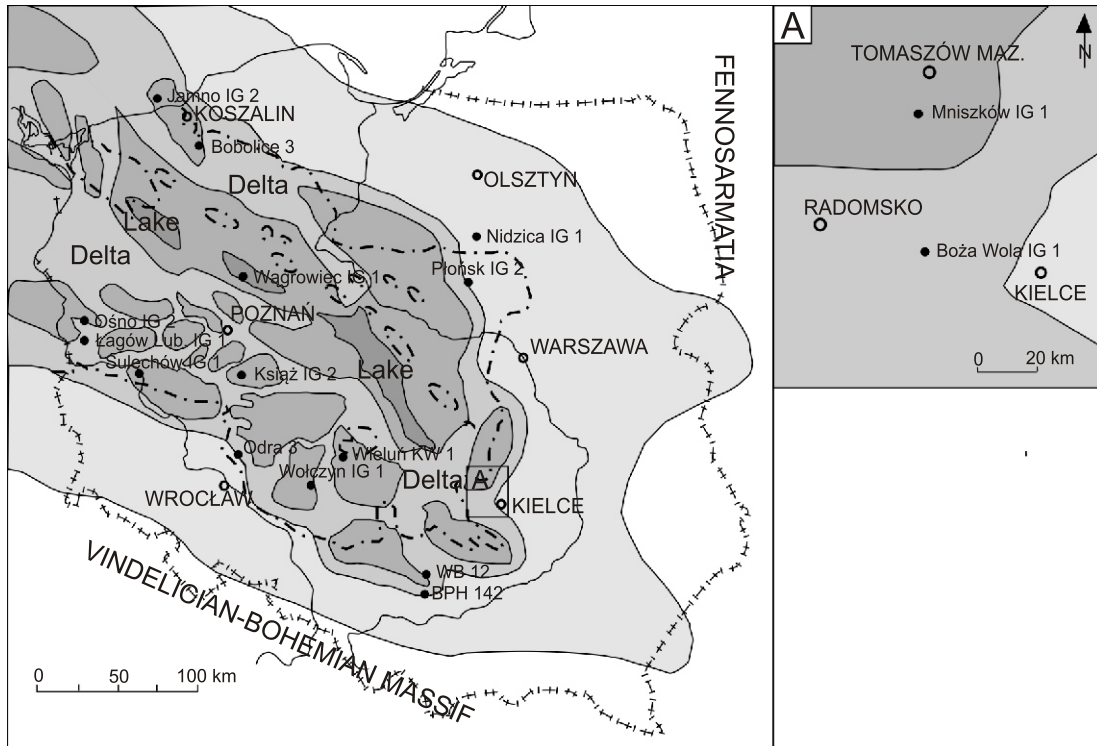 Jamno IG 2
KOSZALIN
Bobolice 3
Delta
OLSZTYN
Lake
Nidzica IG 1
Delta
Wągrowiec IG 1
Płońsk IG 2
Ośno IG 2
POZNAŃ
Łagów Lub. IG 1
WARSZAWA
Sulechów IG 1
Książ IG 2
Lake
Odra 3
Wieluń KW 1
Wołczyn IG 1
Delta
A
WROCŁAW
KIELCE
WB 12
BPH 142
VINDELICIAN-BOHEMIAN MASSIF
FENNOSARMATIA
0 50 100 km
A
N
TOMASZÓW MAZ.
Mniszków IG 1
RADOMSKO
Boża Wola IG 1
KIELCE
0 20 km